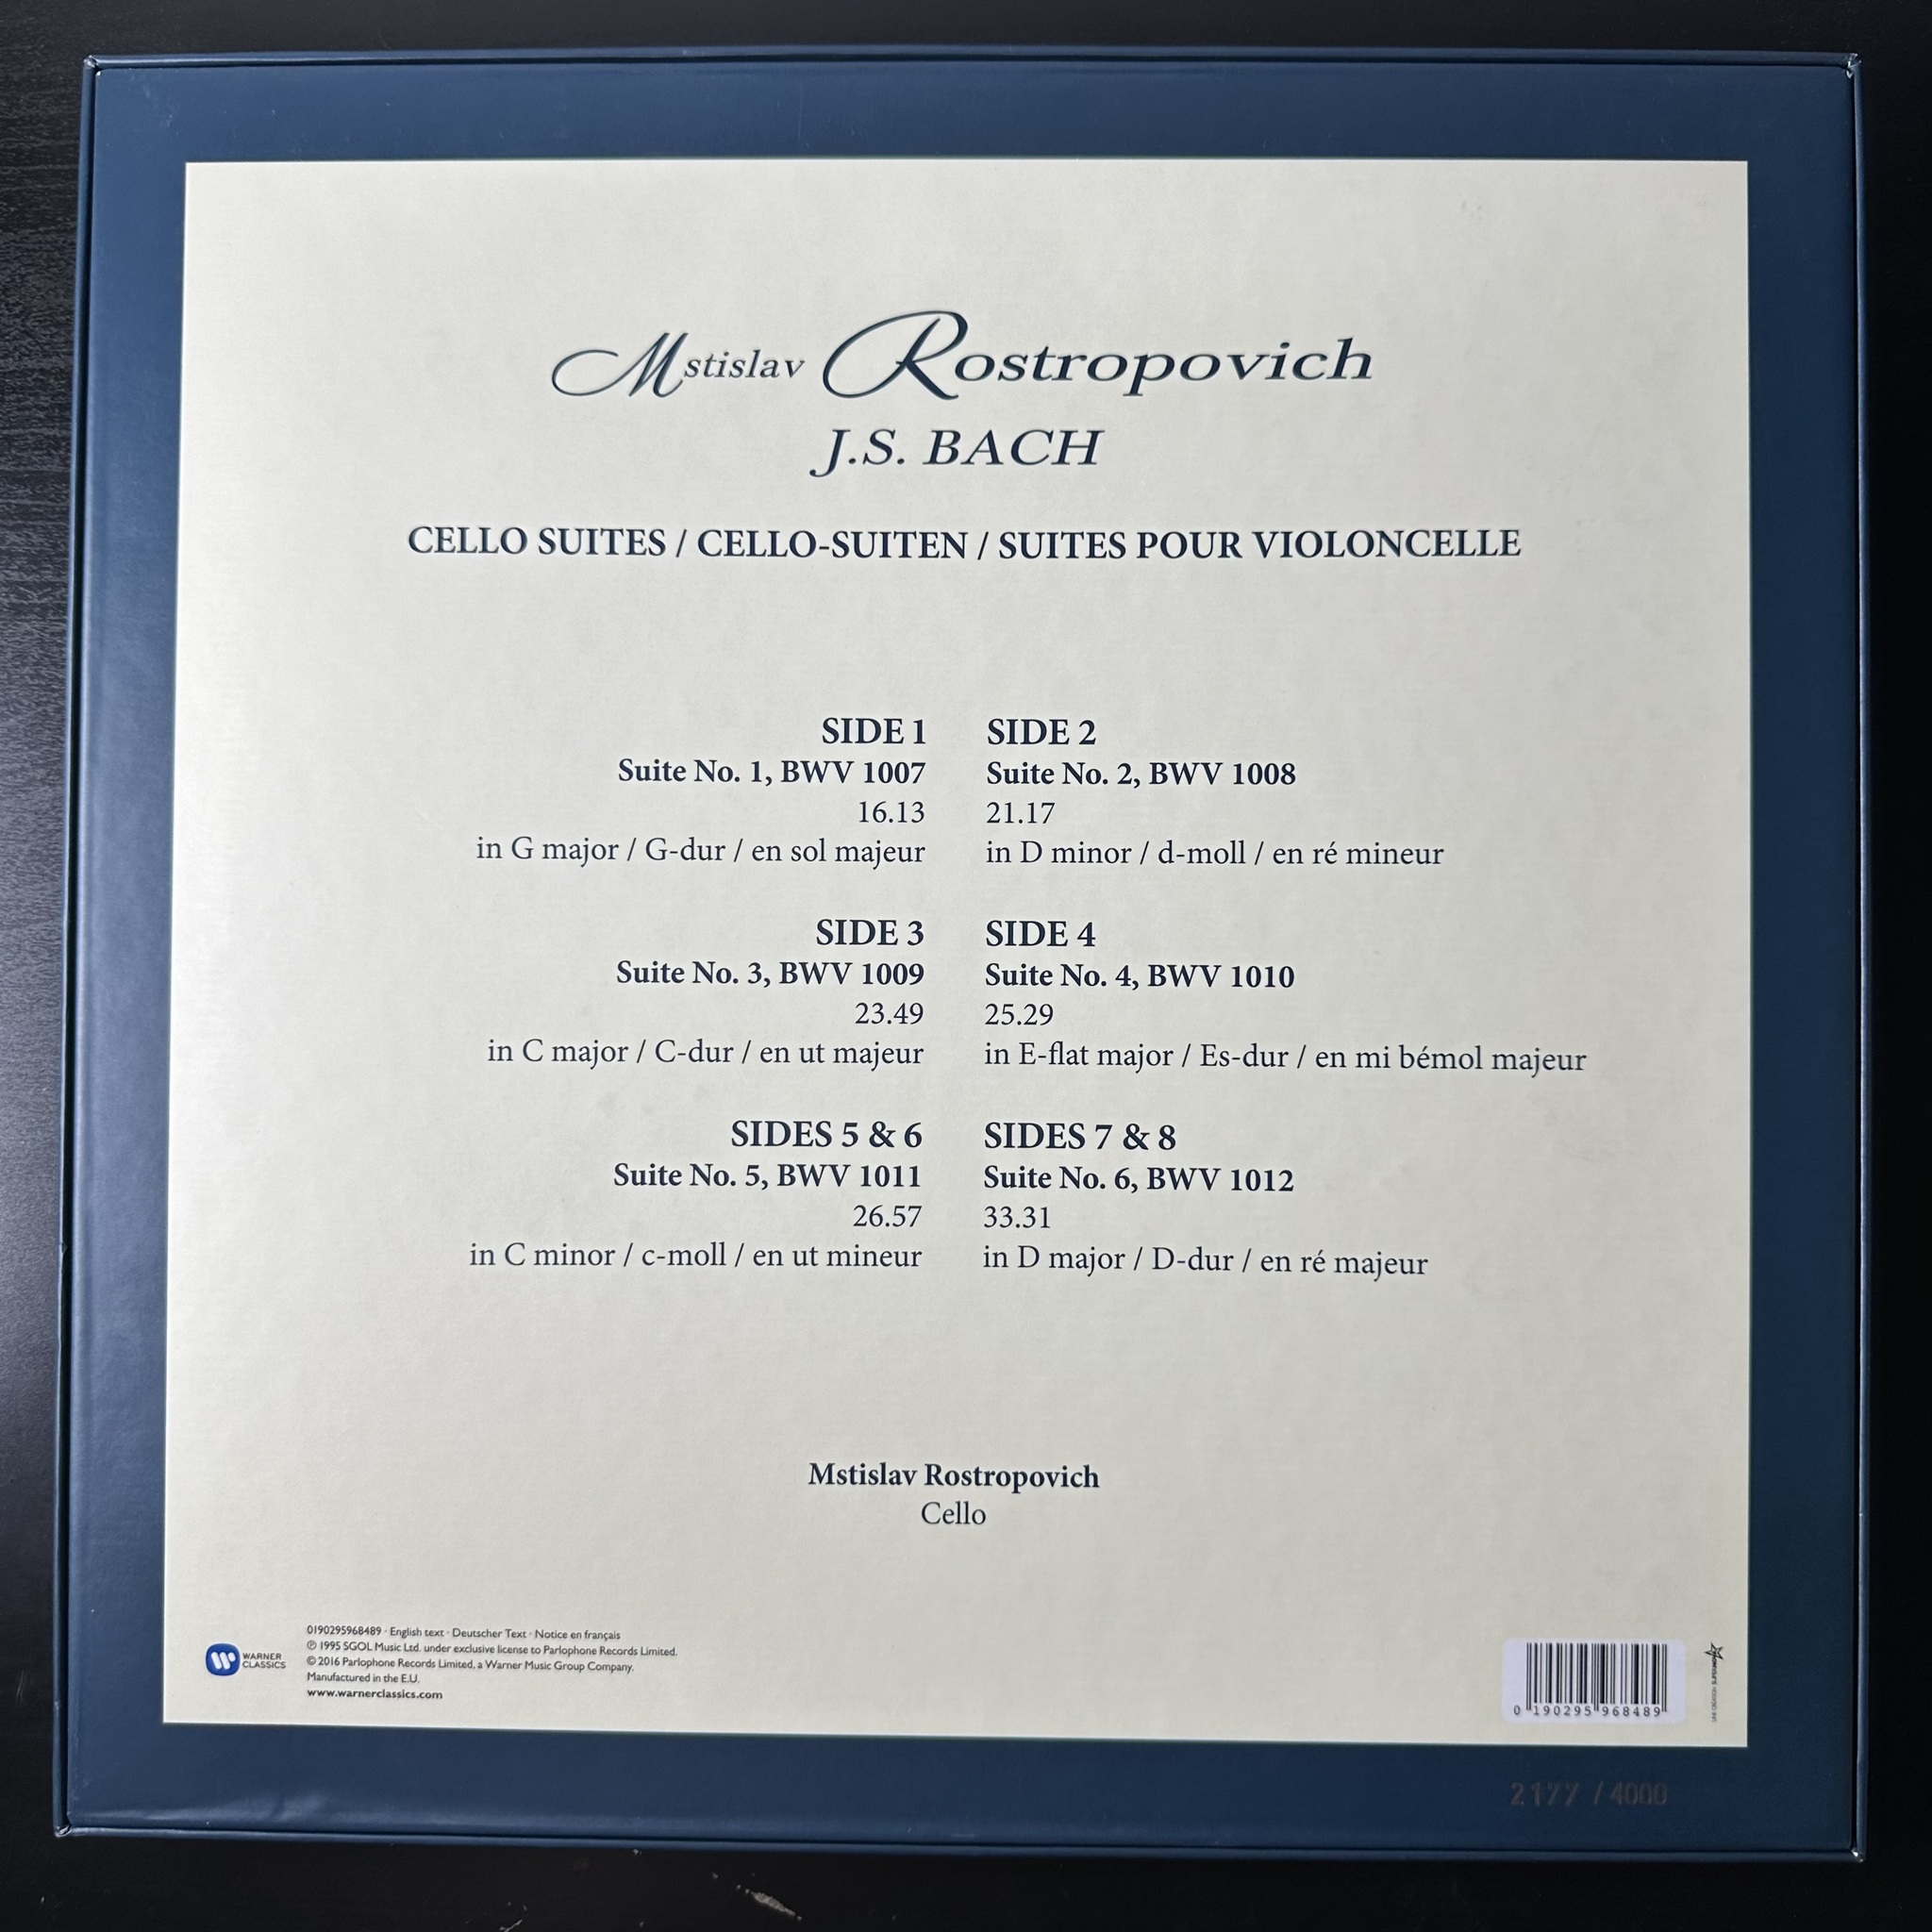 Mstislav Rostropovich
J.S. BACH
CELLO SUITES / CELLO-SUITEN / SUITES POUR VIOLONCELLE
SIDE 1
Suite No. 1, BWV 1007
16.13
in G major / G-dur / en sol majeur
SIDE 2
Suite No. 2, BWV 1008
21.17
in D minor / d-moll / en ré mineur
SIDE 3
Suite No. 3, BWV 1009
23.49
in C major / C-dur / en ut majeur
SIDE 4
Suite No. 4, BWV 1010
25.29
in E-flat major / Es-dur / en mi bémol majeur
SIDES 5 & 6
Suite No. 5, BWV 1011
26.57
in C minor / c-moll / en ut mineur
SIDES 7 & 8
Suite No. 6, BWV 1012
33.31
in D major / D-dur / en ré majeur
Mstislav Rostropovich
Cello
WARNER
CLASSICS
0190295968489 · English text · Deutscher Text · Notice en français
℗ 1995 SGOL Music Ltd. under exclusive license to Parlophone Records Limited.
© 2016 Parlophone Records Limited, a Warner Music Group Company.
Manufactured in the E.U.
www.warnerclassics.com
0 190295 968489
2177 / 4000